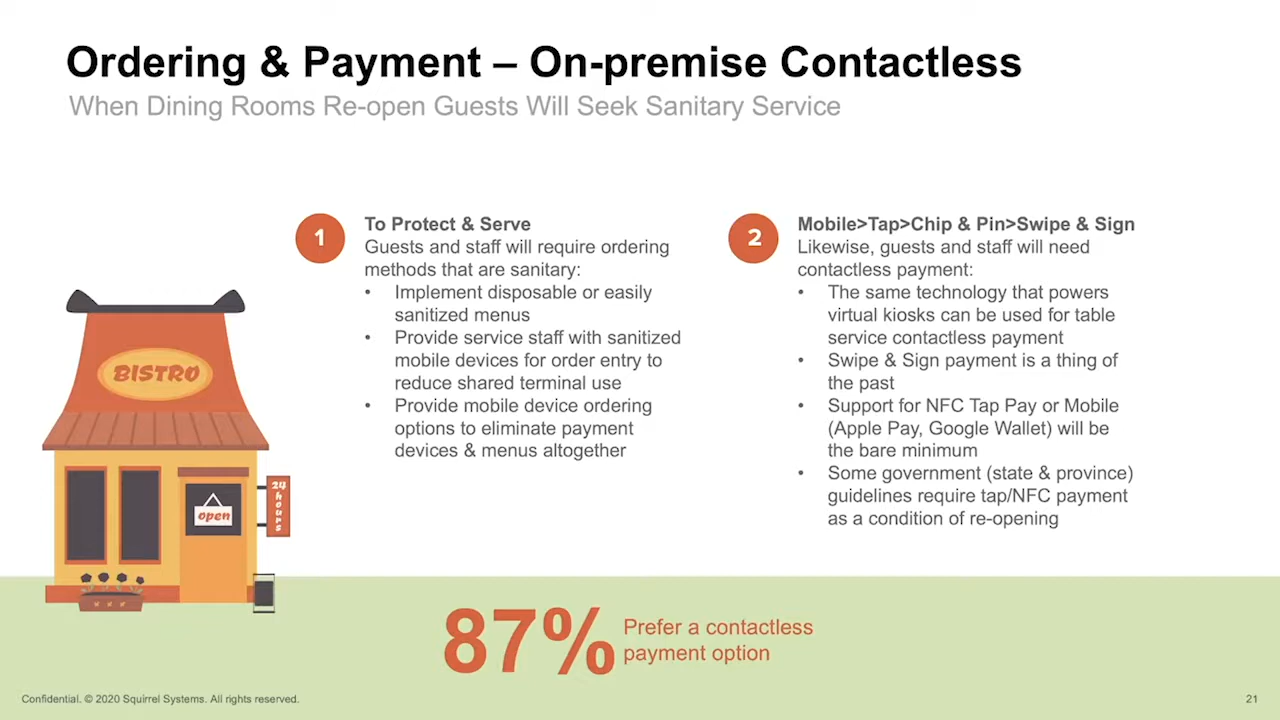 Ordering & Payment – On-premise Contactless
When Dining Rooms Re-open Guests Will Seek Sanitary Service
1
To Protect & Serve
Guests and staff will require ordering
methods that are sanitary:
• Implement disposable or easily
sanitized menus
• Provide service staff with sanitized
mobile devices for order entry to
reduce shared terminal use
• Provide mobile device ordering
options to eliminate payment
devices & menus altogether
2
Mobile>Tap>Chip & Pin>Swipe & Sign
Likewise, guests and staff will need
contactless payment:
• The same technology that powers
virtual kiosks can be used for table
service contactless payment
• Swipe & Sign payment is a thing of
the past
• Support for NFC Tap Pay or Mobile
(Apple Pay, Google Wallet) will be
the bare minimum
• Some government (state & province)
guidelines require tap/NFC payment
as a condition of re-opening
BISTRO
24
hours
open
87%
Prefer a contactless
payment option
Confidential. © 2020 Squirrel Systems. All rights reserved.
21